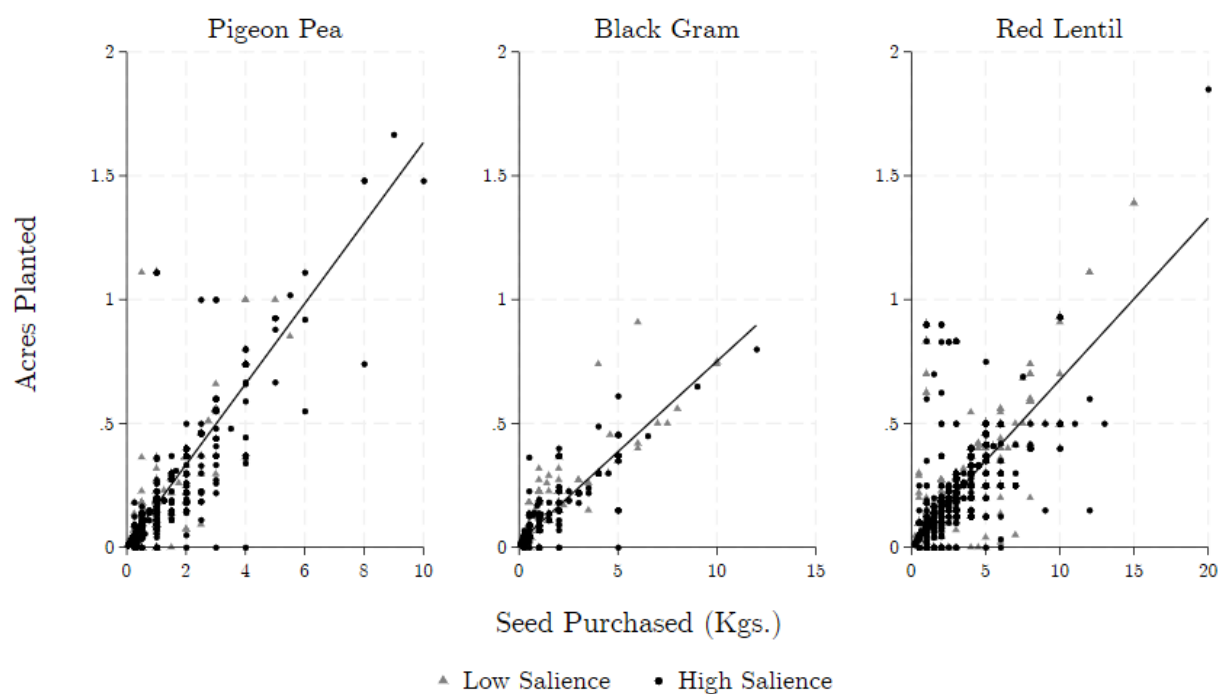 Pigeon Pea
Black Gram
Red Lentil
Acres Planted
2
1.5
1
.5
0
0 2 4 6 8 10
2
1.5
1
.5
0
0 5 10 15
2
1.5
1
.5
0
0 5 10 15 20
Seed Purchased (Kgs.)
Low Salience High Salience